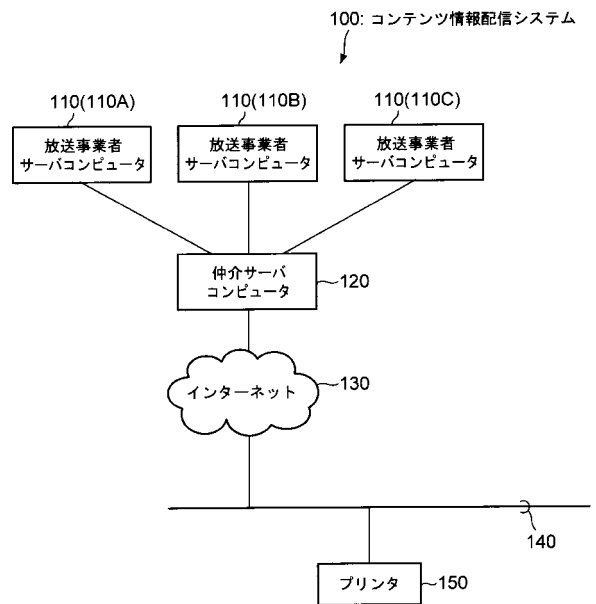 100: コンテンツ情報配信システム
110(110A)
110(110B)
110(110C)
放送事業者
サーバコンピュータ
放送事業者
サーバコンピュータ
放送事業者
サーバコンピュータ
仲介サーバ
コンピュータ
120
インターネット
130
140
プリンタ
150